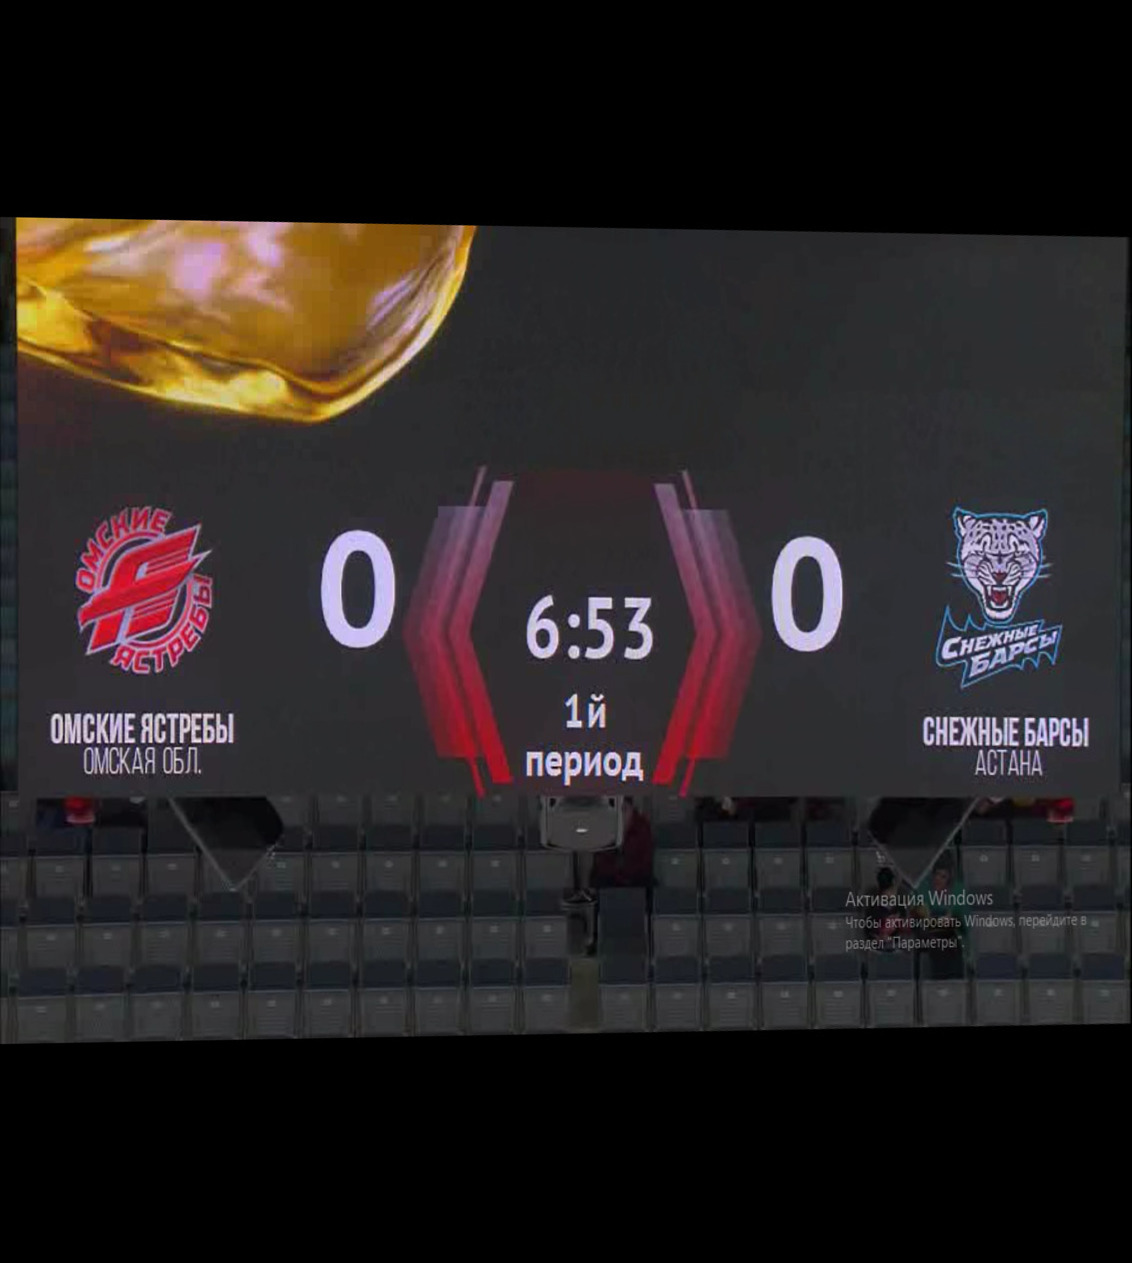 ОМСКИЕ
ЯСТРЕБЫ
0
6:53
0
СНЕЖНЫЕ
БАРСЫ
1й
период
ОМСКИЕ ЯСТРЕБЫ
ОМСКАЯ ОБЛ.
СНЕЖНЫЕ БАРСЫ
АСТАНА
Активация Windows
Чтобы активировать Windows, перейдите в
раздел "Параметры".